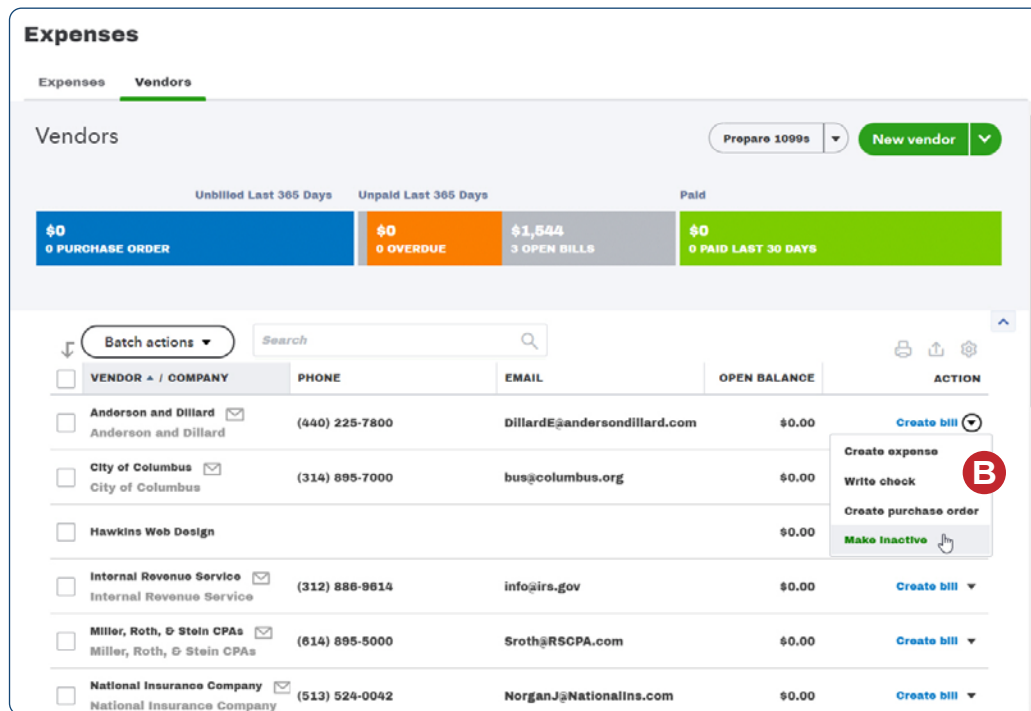 Expenses
Expenses Vendors
Vendors
Prepare 1099s New vendor
Unbilled Last 365 Days Unpaid Last 365 Days Paid
$0 $0 $1,544 $0
0 PURCHASE ORDER 0 OVERDUE 3 OPEN BILLS 0 PAID LAST 30 DAYS
Batch actions Search
VENDOR / COMPANY PHONE EMAIL OPEN BALANCE ACTION
Anderson and Dillard (440) 225-7800 DillardE@andersondillard.com $0.00 Create bill
Anderson and Dillard
Create expense
City of Columbus (314) 895-7000 bus@columbus.org $0.00 Write check B
City of Columbus
Create purchase order
Hawkins Web Design $0.00 Make inactive
Internal Revenue Service (312) 886-9614 info@irs.gov $0.00 Create bill
Internal Revenue Service
Miller, Roth, & Stein CPAs (614) 895-5000 Sroth@RSCPA.com $0.00 Create bill
Miller, Roth, & Stein CPAs
National Insurance Company (513) 524-0042 NorganJ@NationalIns.com $0.00 Create bill
National Insurance Company